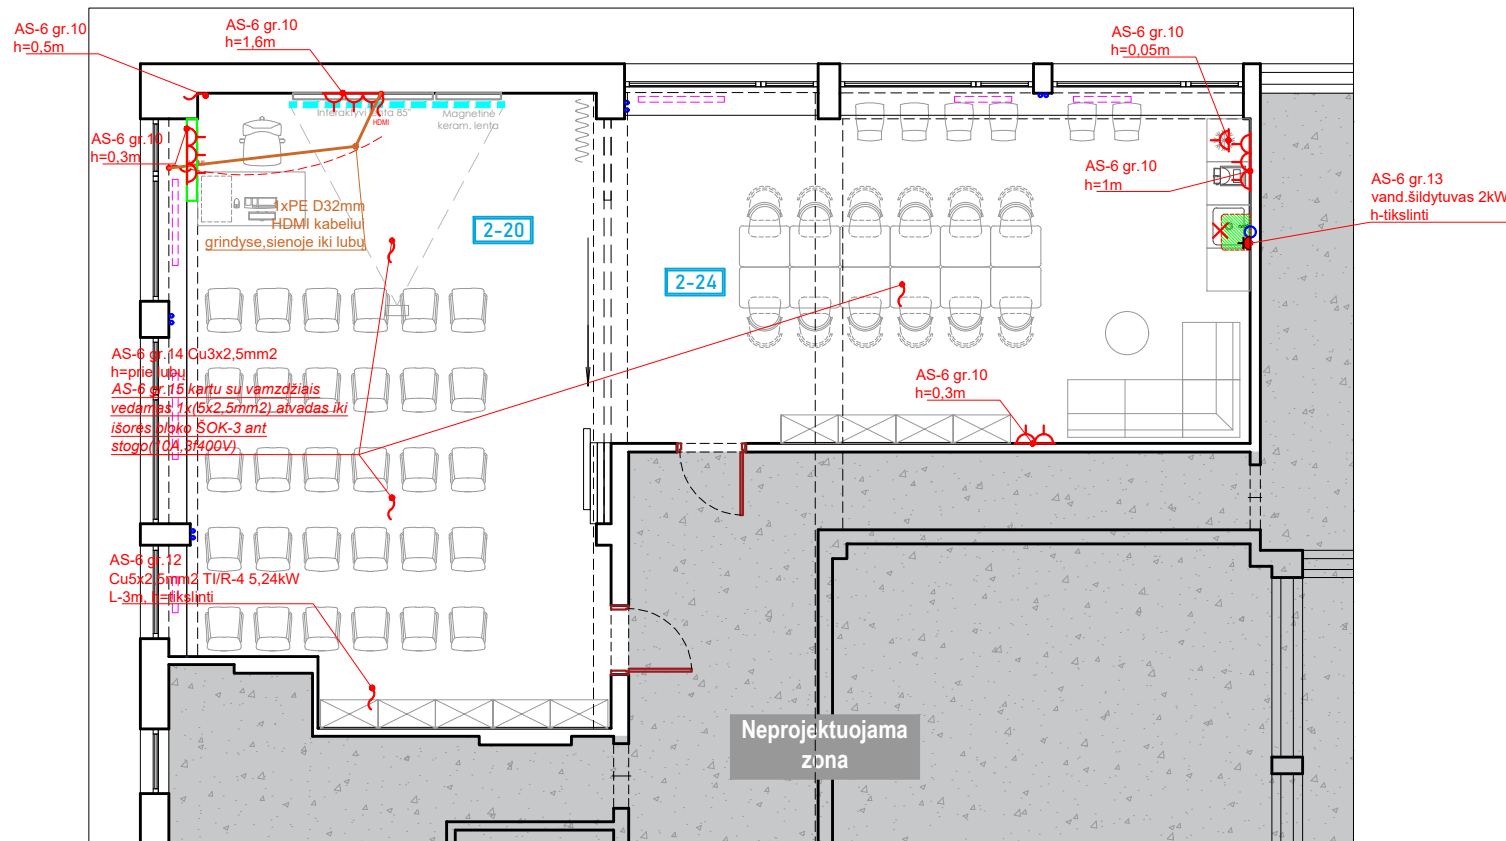 AS-6 gr.10
h=0,5m
AS-6 gr.10
h=1,6m
AS-6 gr.10
h=0,05m
Interaktyvi lenta 85"
HDMI
Magnetinė
keram. lenta
AS-6 gr.10
h=0,3m
AS-6 gr.10
h=1m
AS-6 gr.13
vand.šildytuvas 2kW
h-tikslinti
1xPE D32mm
HDMI kabeliui
grindyse,sienoje iki lubų
2-20
2-24
AS-6 gr.14 Cu3x2,5mm2
h=prie lubų
AS-6 gr.15 kartu su vamzdžiais
vedamas 1x(5x2,5mm2) atvadas iki
išorės bloko ŠOK-3 ant
stogo(10A,3f400V)
AS-6 gr.10
h=0,3m
AS-6 gr.12
Cu5x2,5mm2 TI/R-4 5,24kW
L-3m, h=tikslinti
Neprojektuojama
zona